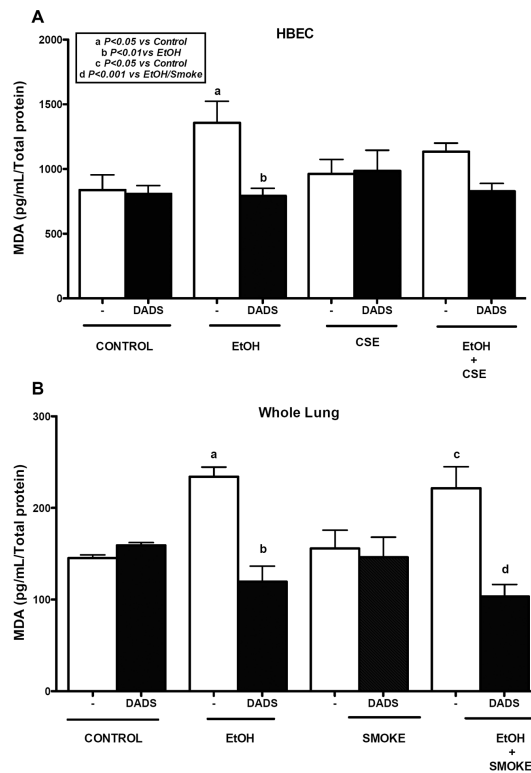 A
HBEC
a P<0.05 vs Control
b P<0.01vs EtOH
c P<0.05 vs Control
d P<0.001 vs EtOH/Smoke
MDA (pg/mL/Total protein)
2000
1500
1000
500
0
a
b
- DADS - DADS - DADS - DADS
CONTROL EtOH CSE EtOH
+
CSE
B
Whole Lung
MDA (pg/mL/Total protein)
300
200
100
0
a
b
c
d
- DADS - DADS - DADS - DADS
CONTROL EtOH SMOKE EtOH
+
SMOKE